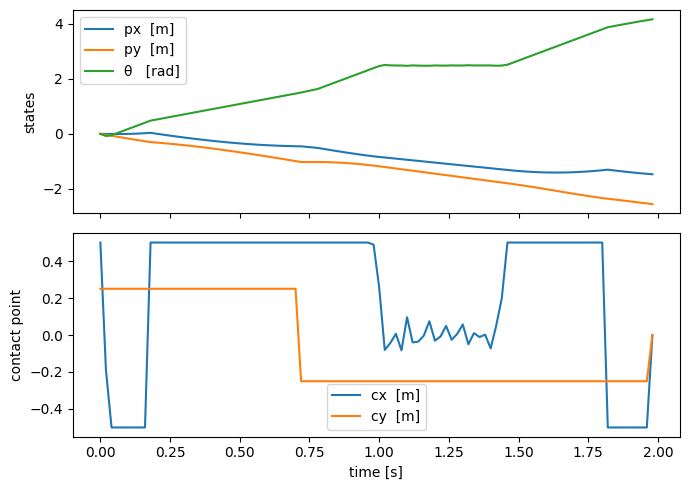 px  [m]
py  [m]
θ   [rad]
states
4
2
0
−2
contact point
0.4
0.2
0.0
−0.2
−0.4
cx  [m]
cy  [m]
0.00 0.25 0.50 0.75 1.00 1.25 1.50 1.75 2.00
time [s]